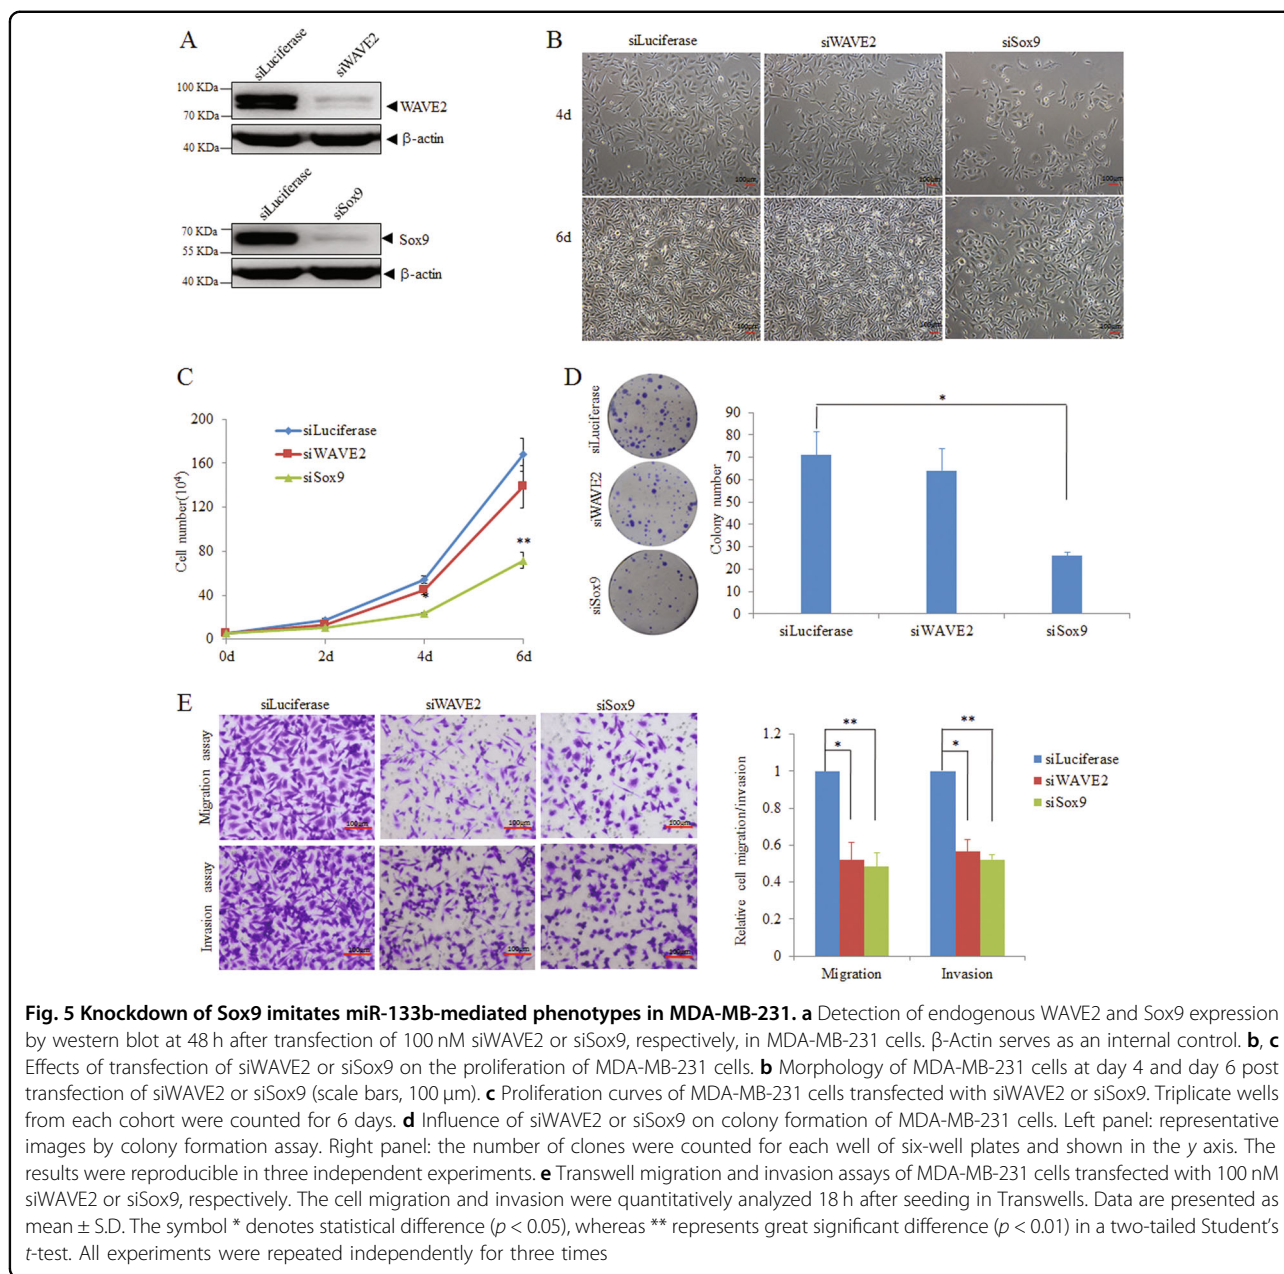 A
siLuciferase
siWAVE2
100 KDa
70 KDa
WAVE2
40 KDa
β-actin
siLuciferase
siSox9
70 KDa
55 KDa
Sox9
40 KDa
β-actin
B
siLuciferase
siWAVE2
siSox9
4d
100μm
100μm
100μm
6d
100μm
100μm
100μm
C
Cell number(10⁴)
200
160
120
80
40
0
siLuciferase
siWAVE2
siSox9
**
*
0d
2d
4d
6d
D
siLuciferase
siWAVE2
siSox9
Colony number
90
80
70
60
50
40
30
20
10
0
*
siLuciferase
siWAVE2
siSox9
E
siLuciferase
siWAVE2
siSox9
Migration assay
100μm
100μm
100μm
Invasion assay
100μm
100μm
100μm
Relative cell migration/invasion
1.2
1
0.8
0.6
0.4
0.2
0
**
*
**
*
siLuciferase
siWAVE2
siSox9
Migration
Invasion
Fig. 5 Knockdown of Sox9 imitates miR-133b-mediated phenotypes in MDA-MB-231. a Detection of endogenous WAVE2 and Sox9 expression
by western blot at 48 h after transfection of 100 nM siWAVE2 or siSox9, respectively, in MDA-MB-231 cells. β-Actin serves as an internal control. b, c
Effects of transfection of siWAVE2 or siSox9 on the proliferation of MDA-MB-231 cells. b Morphology of MDA-MB-231 cells at day 4 and day 6 post
transfection of siWAVE2 or siSox9 (scale bars, 100 μm). c Proliferation curves of MDA-MB-231 cells transfected with siWAVE2 or siSox9. Triplicate wells
from each cohort were counted for 6 days. d Influence of siWAVE2 or siSox9 on colony formation of MDA-MB-231 cells. Left panel: representative
images by colony formation assay. Right panel: the number of clones were counted for each well of six-well plates and shown in the y axis. The
results were reproducible in three independent experiments. e Transwell migration and invasion assays of MDA-MB-231 cells transfected with 100 nM
siWAVE2 or siSox9, respectively. The cell migration and invasion were quantitatively analyzed 18 h after seeding in Transwells. Data are presented as
mean ± S.D. The symbol * denotes statistical difference (p < 0.05), whereas ** represents great significant difference (p < 0.01) in a two-tailed Student's
t-test. All experiments were repeated independently for three times